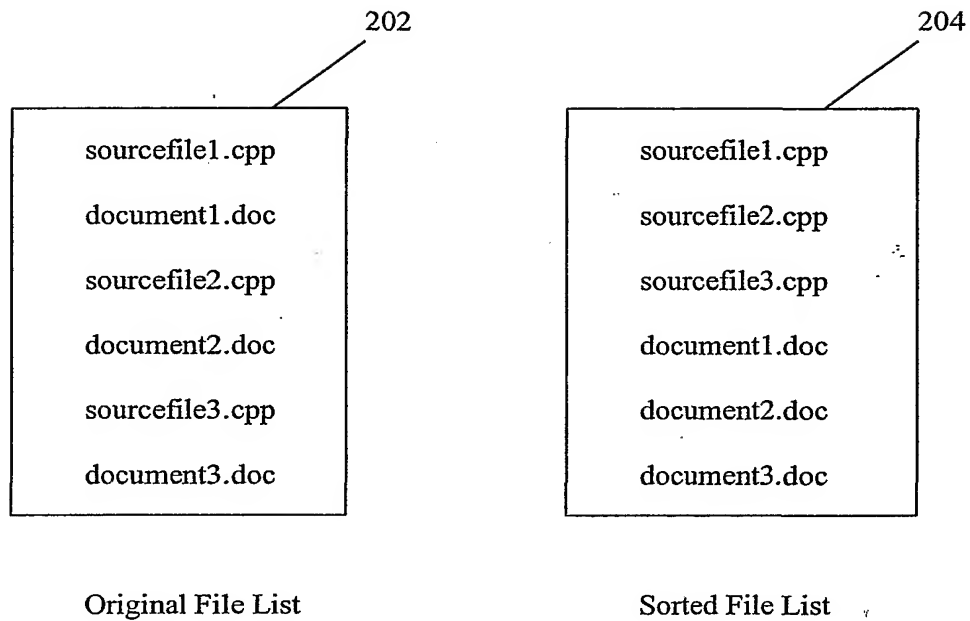 202
sourcefile1.cpp
document1.doc
sourcefile2.cpp
document2.doc
sourcefile3.cpp
document3.doc
Original File List
204
sourcefile1.cpp
sourcefile2.cpp
sourcefile3.cpp
document1.doc
document2.doc
document3.doc
Sorted File List